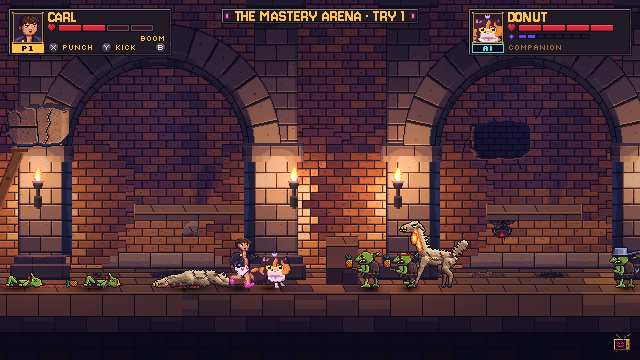 CARL
P1
BOOM
X PUNCH Y KICK B
THE MASTERY ARENA · TRY 1
DONUT
AI
COMPANION